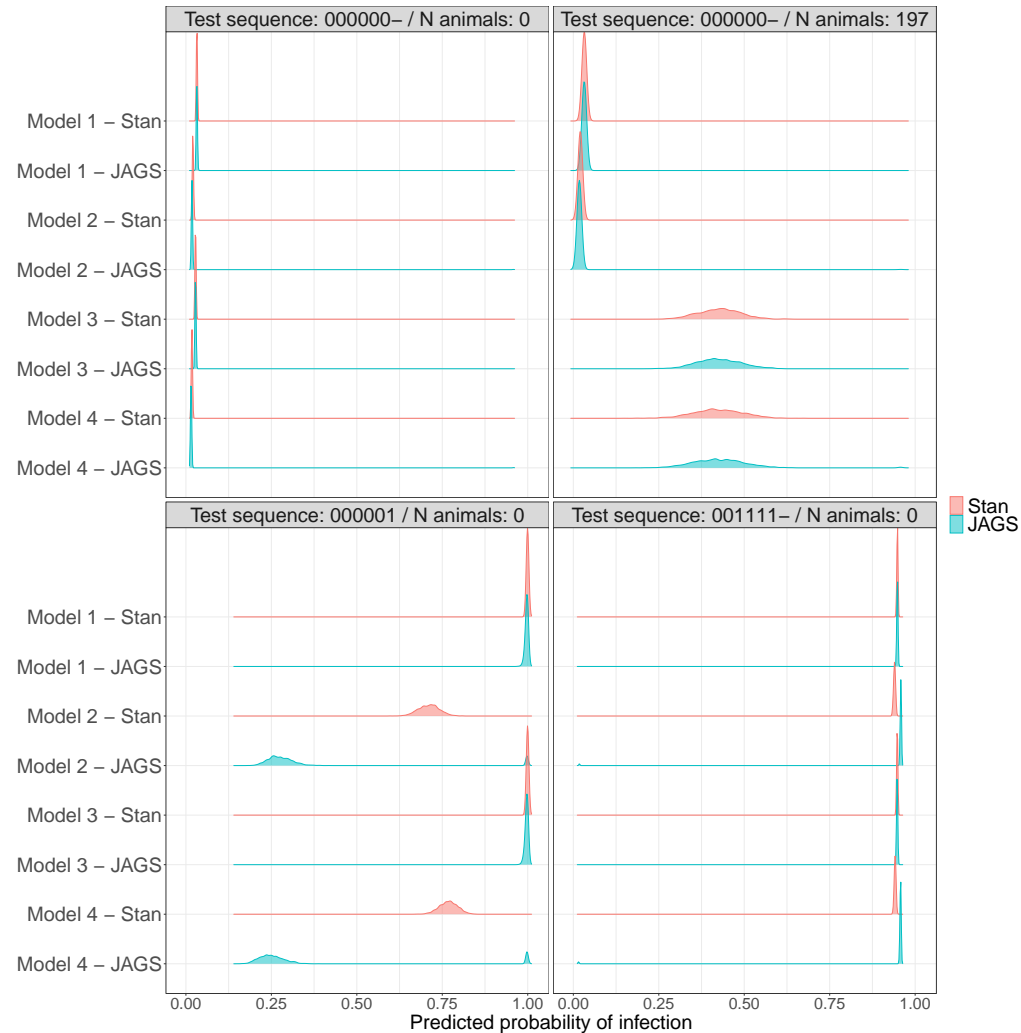 Test sequence: 000000− / N animals: 0
Test sequence: 000000− / N animals: 197
Model 1 − Stan
Model 1 − JAGS
Model 2 − Stan
Model 2 − JAGS
Model 3 − Stan
Model 3 − JAGS
Model 4 − Stan
Model 4 − JAGS
Test sequence: 000001 / N animals: 0
Test sequence: 001111− / N animals: 0
Model 1 − Stan
Model 1 − JAGS
Model 2 − Stan
Model 2 − JAGS
Model 3 − Stan
Model 3 − JAGS
Model 4 − Stan
Model 4 − JAGS
Stan
JAGS
0.00 0.25 0.50 0.75 1.00 0.00 0.25 0.50 0.75 1.00
Predicted probability of infection